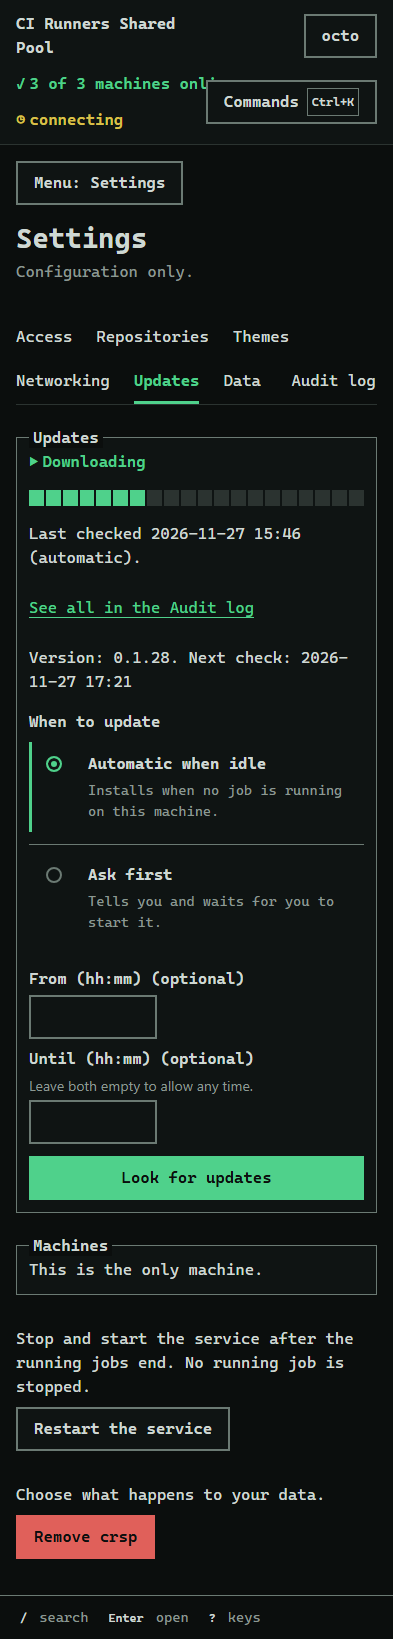 CI Runners Shared
Pool
octo
✓ 3 of 3 machines
Commands Ctrl+K
connecting
Menu: Settings
Settings
Configuration only.
Access Repositories Themes
Networking Updates Data Audit log
Updates
Downloading
Last checked 2026-11-27 15:46
(automatic).
See all in the Audit log
Version: 0.1.28. Next check: 2026-
11-27 17:21
When to update
Automatic when idle
Installs when no job is running
on this machine.
Ask first
Tells you and waits for you to
start it.
From (hh:mm) (optional)
Until (hh:mm) (optional)
Leave both empty to allow any time.
Look for updates
Machines
This is the only machine.
Stop and start the service after the
running jobs end. No running job is
stopped.
Restart the service
Choose what happens to your data.
Remove crsp
/ search Enter open ? keys